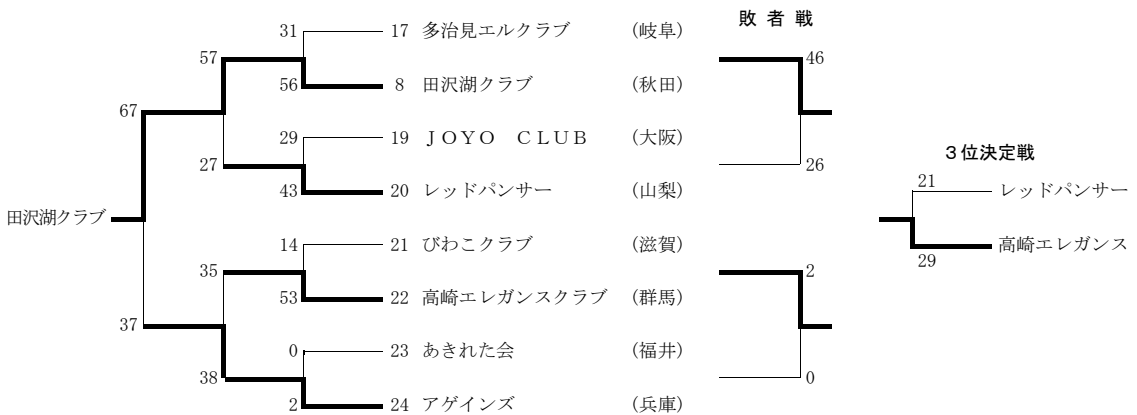 敗 者 戦
31 17 多治見エルクラブ (岐阜)
57 46
56 8 田沢湖クラブ (秋田)
67
29 19 ＪＯＹＯ　ＣＬＵＢ (大阪)
27 26
３位決定戦
43 20 レッドパンサー (山梨)
21 レッドパンサー
田沢湖クラブ
14 21 びわこクラブ (滋賀)
高崎エレガンス
29
35 2
53 22 高崎エレガンスクラブ (群馬)
37
0 23 あきれた会 (福井)
38 0
2 24 アゲインズ (兵庫)